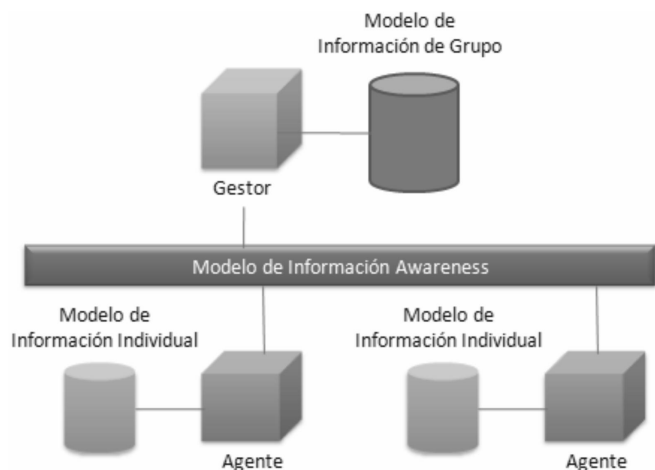 Modelo de
Información de Grupo
Gestor
Modelo de Información Awareness
Modelo de
Información Individual
Modelo de
Información Individual
Agente
Agente